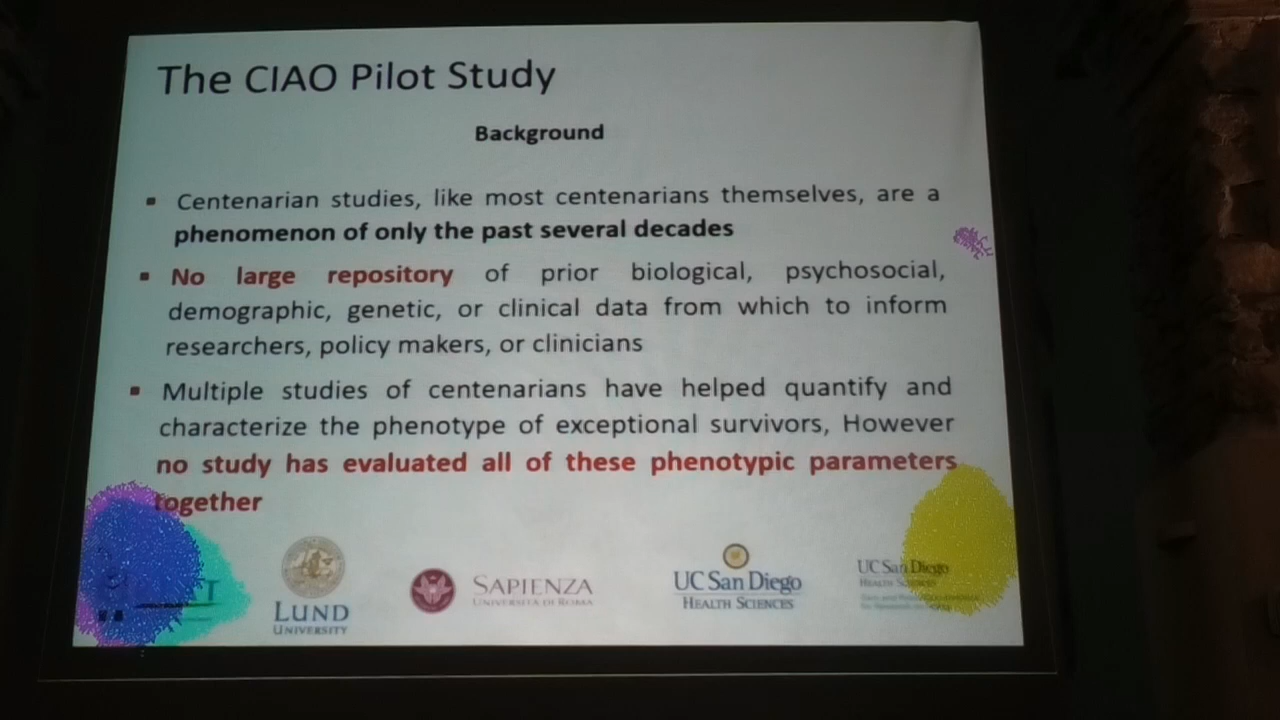 The CIAO Pilot Study
Background
▪ Centenarian studies, like most centenarians themselves, are a
phenomenon of only the past several decades
▪ No large repository of prior biological, psychosocial,
demographic, genetic, or clinical data from which to inform
researchers, policy makers, or clinicians
▪ Multiple studies of centenarians have helped quantify and
characterize the phenotype of exceptional survivors, However
no study has evaluated all of these phenotypic parameters
together
LUND
UNIVERSITY
SAPIENZA
UNIVERSITÀ DI ROMA
UC San Diego
HEALTH SCIENCES
UC San Diego
HEALTH SCIENCES